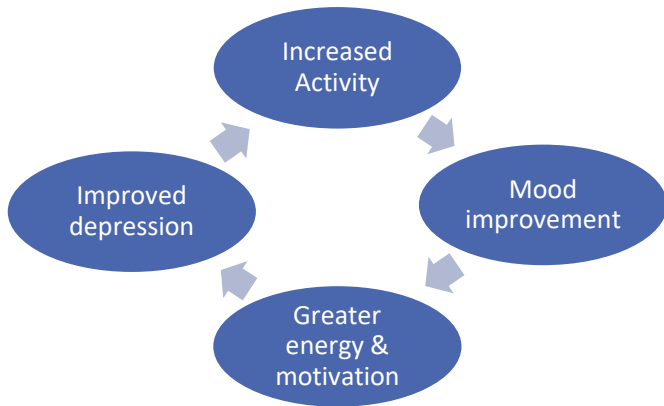 Increased
Activity
Mood
improvement
Greater
energy &
motivation
Improved
depression